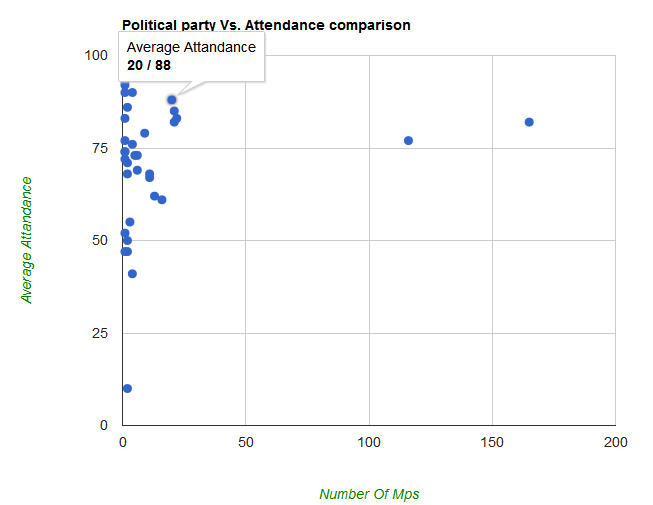 Political party Vs. Attendance comparison
Average Attandance
20 / 88
100
75
50
25
0
Average Attandance
0 50 100 150 200
Number Of Mps